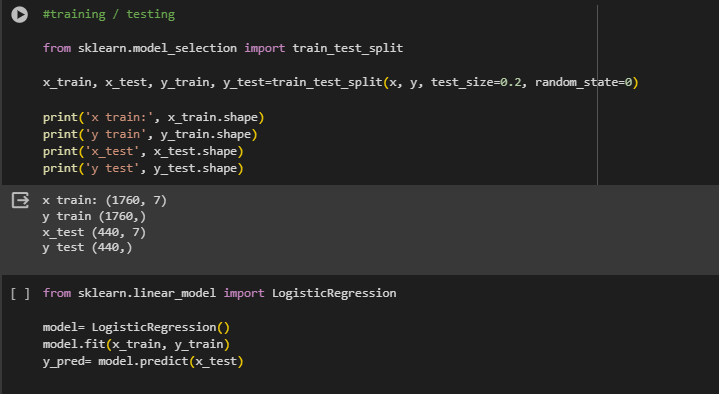 #training / testing
from sklearn.model_selection import train_test_split
x_train, x_test, y_train, y_test=train_test_split(x, y, test_size=0.2, random_state=0)
print('x train:', x_train.shape)
print('y train', y_train.shape)
print('x_test', x_test.shape)
print('y test', y_test.shape)
x train: (1760, 7)
y train (1760,)
x_test (440, 7)
y test (440,)
[ ] from sklearn.linear_model import LogisticRegression
model= LogisticRegression()
model.fit(x_train, y_train)
y_pred= model.predict(x_test)